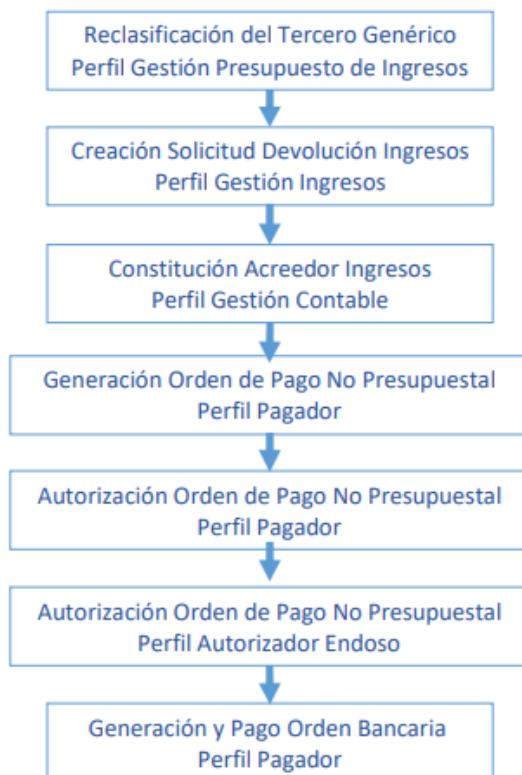 Reclasificación del Tercero Genérico
Perfil Gestión Presupuesto de Ingresos
Creación Solicitud Devolución Ingresos
Perfil Gestión Ingresos
Constitución Acreedor Ingresos
Perfil Gestión Contable
Generación Orden de Pago No Presupuestal
Perfil Pagador
Autorización Orden de Pago No Presupuestal
Perfil Pagador
Autorización Orden de Pago No Presupuestal
Perfil Autorizador Endoso
Generación y Pago Orden Bancaria
Perfil Pagador